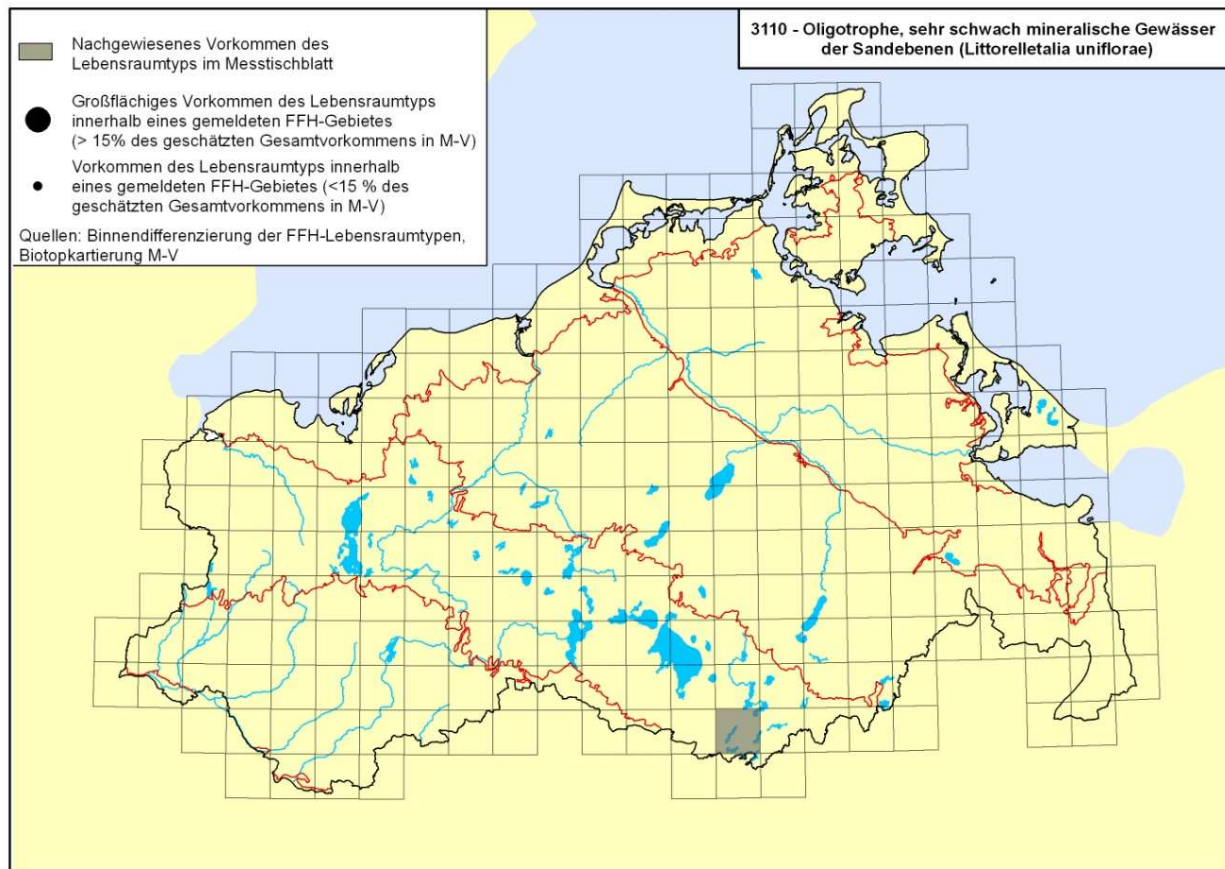 3110 - Oligotrophe, sehr schwach mineralische Gewässer
der Sandebenen (Littorelletalia uniflorae)
Nachgewiesenes Vorkommen des
Lebensraumtyps im Messtischblatt
Großflächiges Vorkommen des Lebensraumtyps
innerhalb eines gemeldeten FFH-Gebietes
(> 15% des geschätzten Gesamtvorkommens in M-V)
Vorkommen des Lebensraumtyps innerhalb
eines gemeldeten FFH-Gebietes (<15 % des
geschätzten Gesamtvorkommens in M-V)
Quellen: Binnendifferenzierung der FFH-Lebensraumtypen,
Biotopkartierung M-V